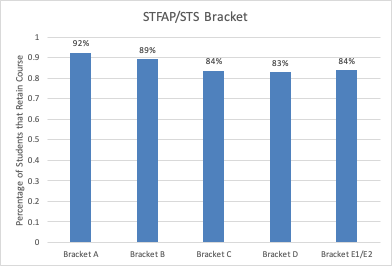 STFAP/STS Bracket
Percentage of Students that Retain Course
1
0.9
0.8
0.7
0.6
0.5
0.4
0.3
0.2
0.1
0
92%
89%
84%
83%
84%
Bracket A
Bracket B
Bracket C
Bracket D
Bracket E1/E2